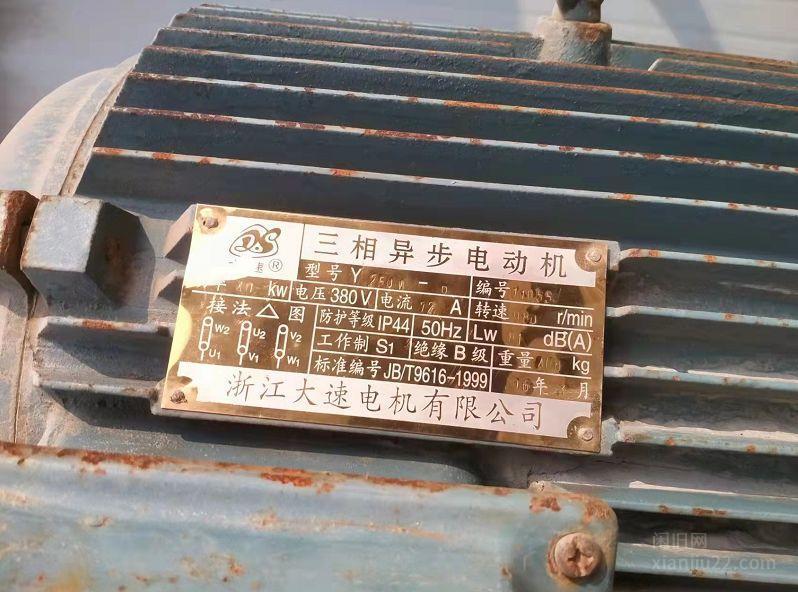 DS ®
三相异步电动机
型号 Y 编号
kW 电压 380 V 电流 A 转速 r/min
接法 △ 图 防护等级 IP44 50Hz Lw dB(A)
W2 U2 V2
U1 V1 W1
工作制 S1 绝缘 B 级 重量 kg
标准编号 JB/T9616-1999 年 月
浙江大速电机有限公司
闲旧网
xianjiu22.com